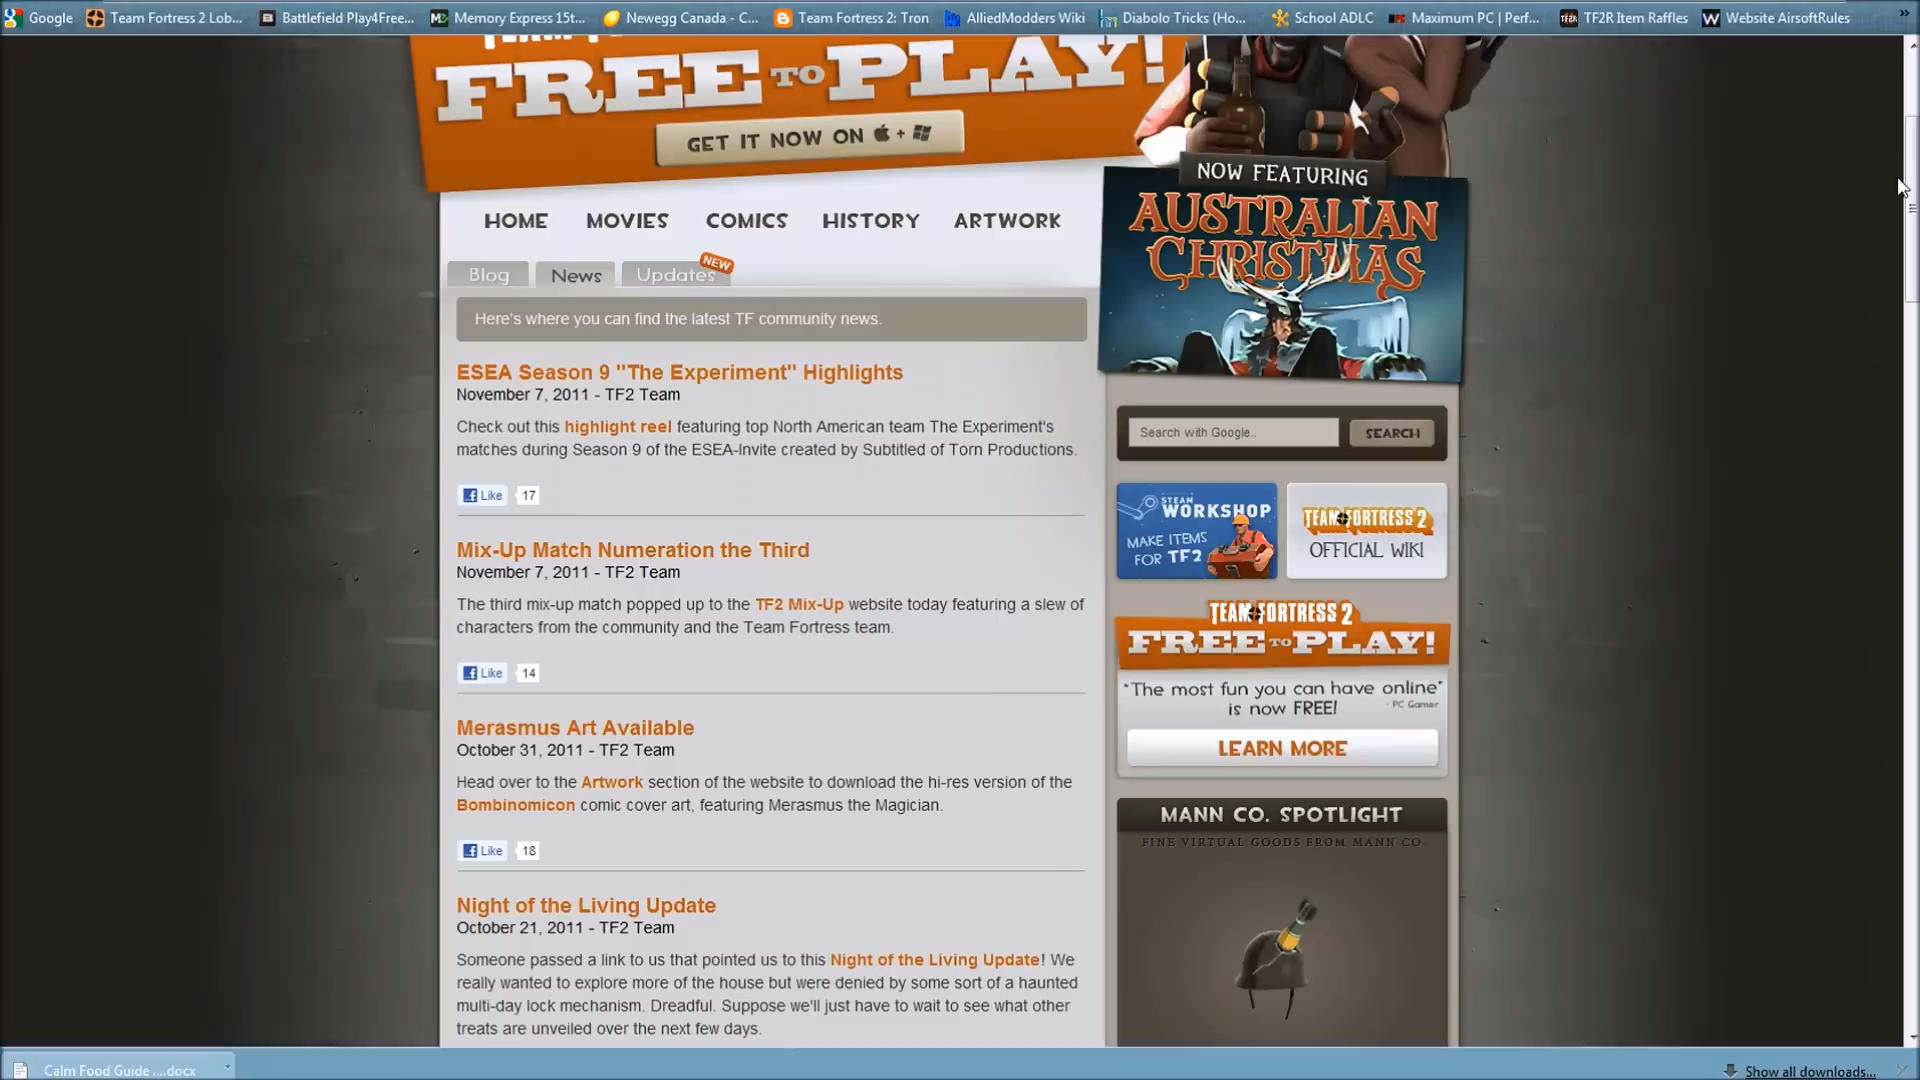 Google
Team Fortress 2 Lob...
Battlefield Play4Free...
Memory Express 15t...
Newegg Canada - C...
Team Fortress 2: Tron
AlliedModders Wiki
Diabolo Tricks (Ho...
School ADLC
Maximum PC | Perf...
TF2R Item Raffles
Website AirsoftRules
»
FREE TO PLAY!
GET IT NOW ON +
NOW FEATURING
AUSTRALIAN
CHRISTMAS
HOME MOVIES COMICS HISTORY ARTWORK
Blog News Updates NEW
Here's where you can find the latest TF community news.
ESEA Season 9 "The Experiment" Highlights
November 7, 2011 - TF2 Team
Check out this highlight reel featuring top North American team The Experiment's
matches during Season 9 of the ESEA-Invite created by Subtitled of Torn Productions.
Like 17
Mix-Up Match Numeration the Third
November 7, 2011 - TF2 Team
The third mix-up match popped up to the TF2 Mix-Up website today featuring a slew of
characters from the community and the Team Fortress team.
Like 14
Merasmus Art Available
October 31, 2011 - TF2 Team
Head over to the Artwork section of the website to download the hi-res version of the
Bombinomicon comic cover art, featuring Merasmus the Magician.
Like 18
Night of the Living Update
October 21, 2011 - TF2 Team
Someone passed a link to us that pointed us to this Night of the Living Update! We
really wanted to explore more of the house but were denied by some sort of a haunted
multi-day lock mechanism. Dreadful. Suppose we'll just have to wait to see what other
treats are unveiled over the next few days.
Search with Google.. SEARCH
STEAM
WORKSHOP
MAKE ITEMS
FOR TF2
TEAM FORTRESS 2
OFFICIAL WIKI
TEAM FORTRESS 2
FREE TO PLAY!
"The most fun you can have online"
is now FREE! - PC Gamer
LEARN MORE
MANN CO. SPOTLIGHT
FINE VIRTUAL GOODS FROM MANN CO.
Calm Food Guide ....docx
Show all downloads...